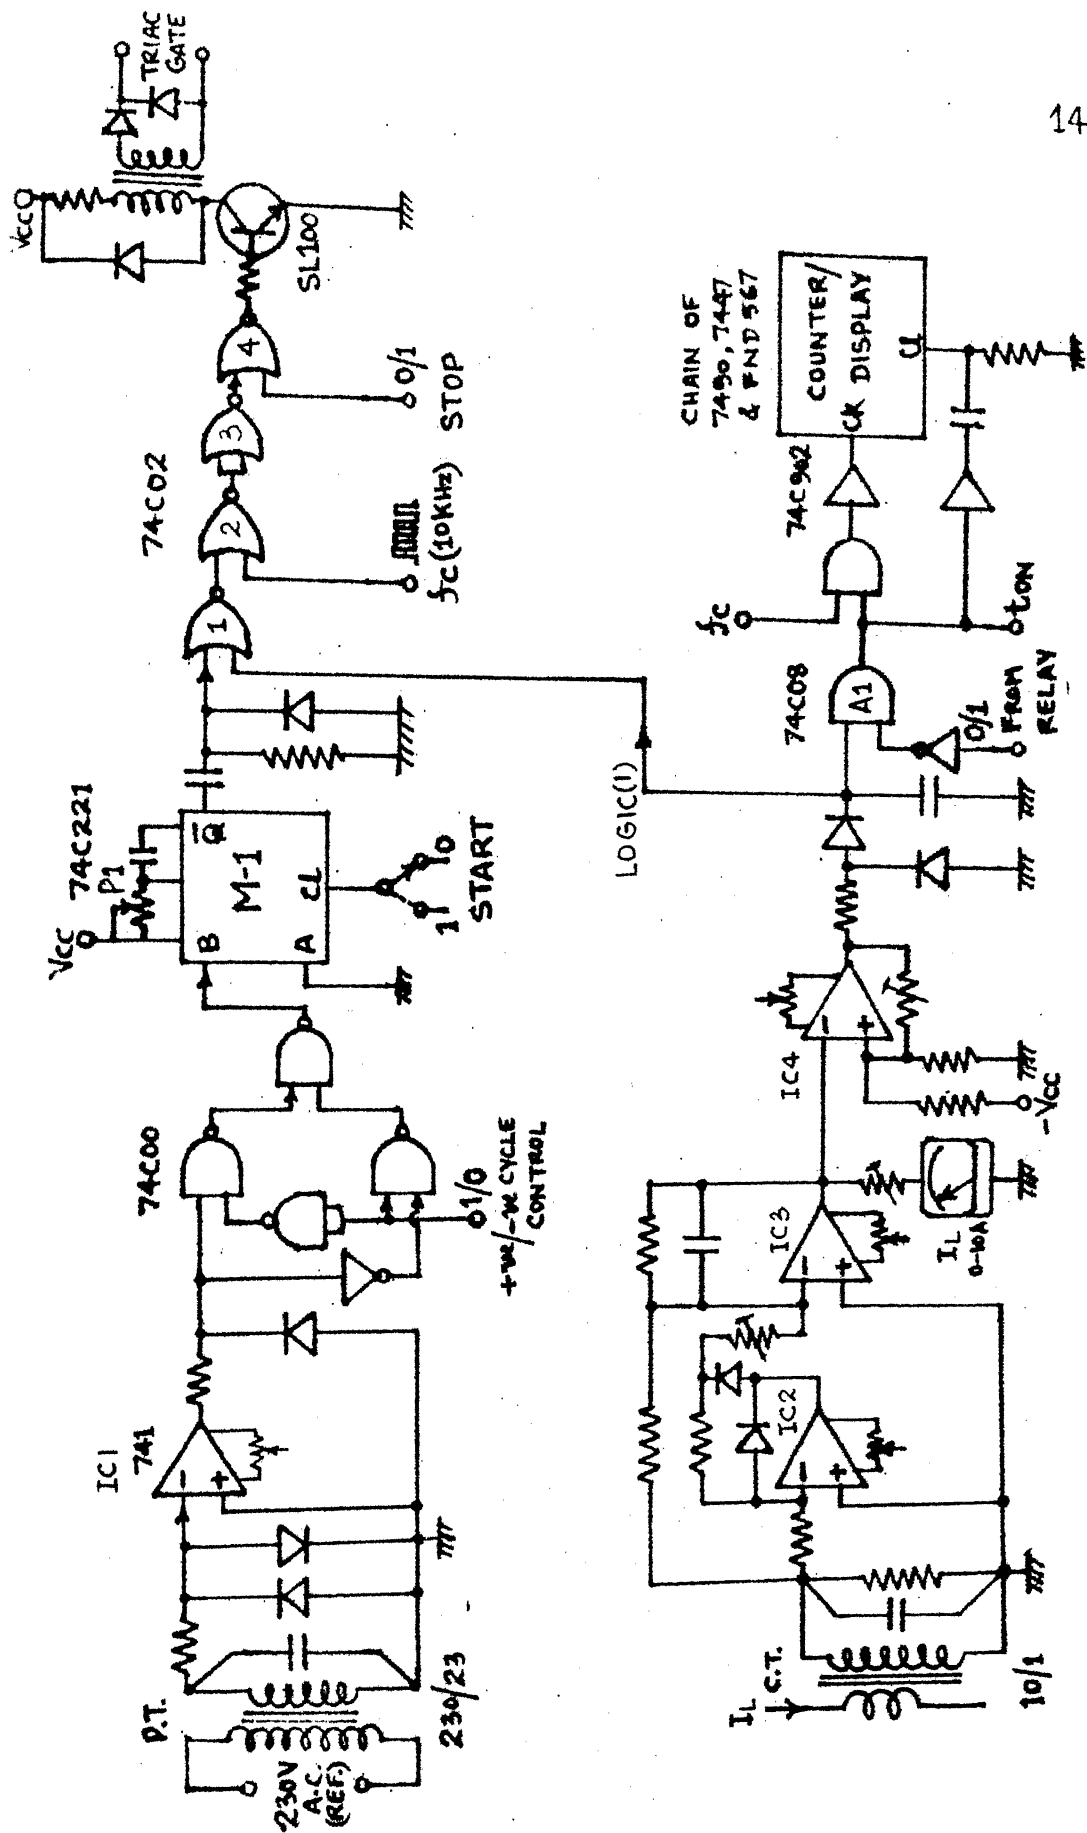 14
P.T.
230V
A.C.
(REF.)
230/23
IC1
741
74C00
1/0
+ve/-ve CYCLE
CONTROL
VCC
P1
74C221
B
Q
M-1
A
CL
1
0
START
1
74C02
2
fc (10KHz)
3
4
0/1
STOP
SL100
VCC
TRIAC
GATE
LOGIC(1)
IL
C.T.
10/1
IC2
IC3
IL
0-10A
IC4
-VCC
74C08
A1
0/1
FROM
RELAY
fc
tON
74C902
CHAIN OF
7490, 7447
& FND 567
COUNTER/
CK DISPLAY
Cl